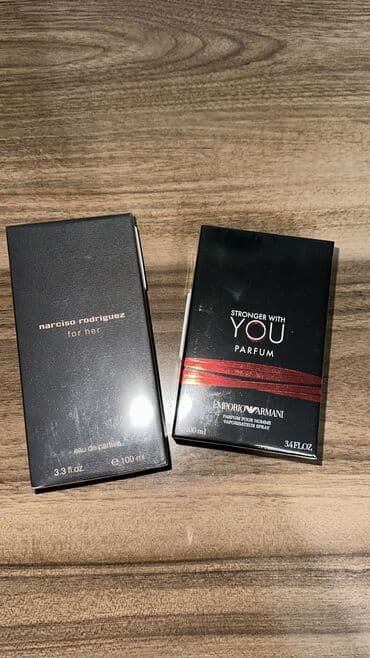 narciso rodriguez
for her
eau de parfum
3.3 fl.oz. ℮ 100 ml
STRONGER WITH
YOU
PARFUM
EMPORIO ARMANI
PARFUM POUR HOMME
VAPORISATEUR SPRAY
100 ml 3.4 FL.OZ